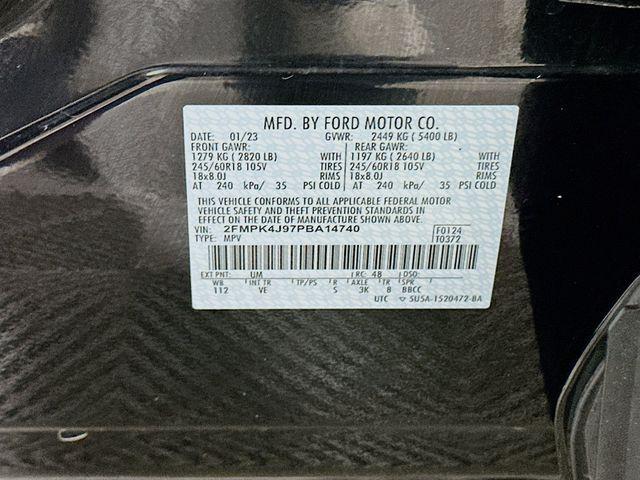 MFD. BY FORD MOTOR CO.
DATE: 01/23 GVWR: 2449 KG ( 5400 LB)
FRONT GAWR: REAR GAWR:
1279 KG ( 2820 LB) WITH 1197 KG ( 2640 LB) WITH
245/60R18 105V TIRES 245/60R18 105V TIRES
18x8.0J RIMS 18x8.0J RIMS
AT 240 kPa/ 35 PSI COLD AT 240 kPa/ 35 PSI COLD
THIS VEHICLE CONFORMS TO ALL APPLICABLE FEDERAL MOTOR
VEHICLE SAFETY AND THEFT PREVENTION STANDARDS IN
EFFECT ON THE DATE OF MANUFACTURE SHOWN ABOVE.
VIN: 2FMPK4J97PBA14740 F0124
TYPE: MPV T0372
EXT PNT: UM RC: 48 DSO:
WB INT TR TP/PS R AXLE TR SPR
112 VE S 3K 8 BBCC
UTC ▽ 5U5A-1520472-BA